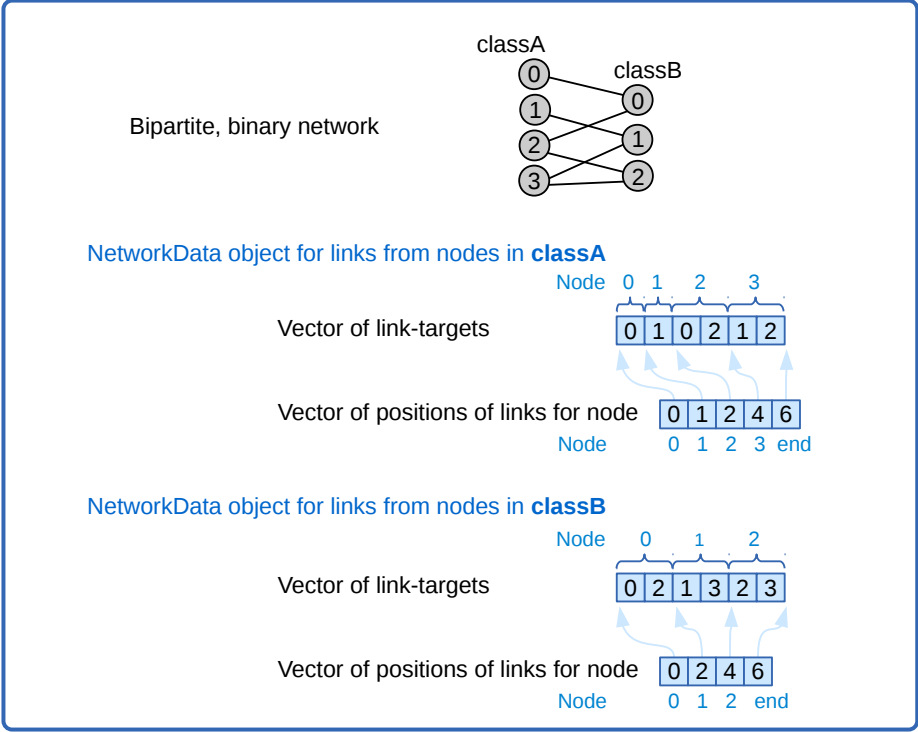 classA
classB
0
0
1
Bipartite, binary network
1
2
2
3
NetworkData object for links from nodes in classA
Node 0 1 2 3
Vector of link-targets 0 1 0 2 1 2
Vector of positions of links for node 0 1 2 4 6
Node 0 1 2 3 end
NetworkData object for links from nodes in classB
Node 0 1 2
Vector of link-targets 0 2 1 3 2 3
Vector of positions of links for node 0 2 4 6
Node 0 1 2 end